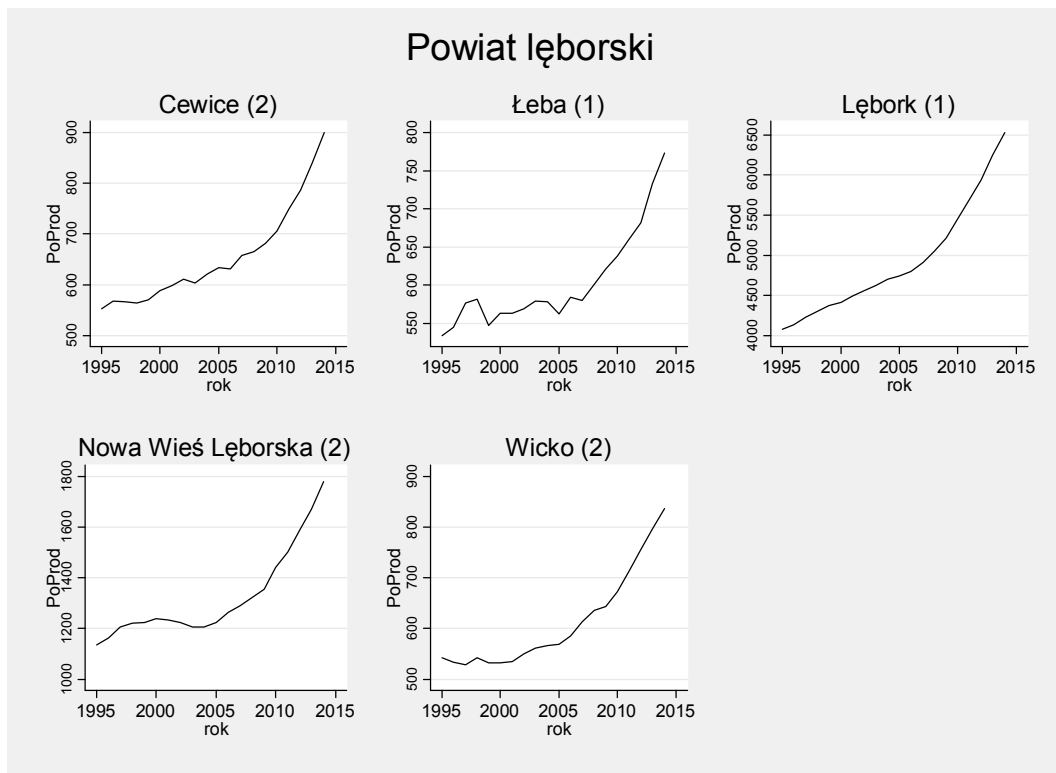 Powiat lęborski
Cewice (2)
PoProd
500 600 700 800 900
1995 2000 2005 2010 2015
rok
Łeba (1)
PoProd
550 600 650 700 750 800
1995 2000 2005 2010 2015
rok
Lębork (1)
PoProd
4000 4500 5000 5500 6000 6500
1995 2000 2005 2010 2015
rok
Nowa Wieś Lęborska (2)
PoProd
1000 1200 1400 1600 1800
1995 2000 2005 2010 2015
rok
Wicko (2)
PoProd
500 600 700 800 900
1995 2000 2005 2010 2015
rok